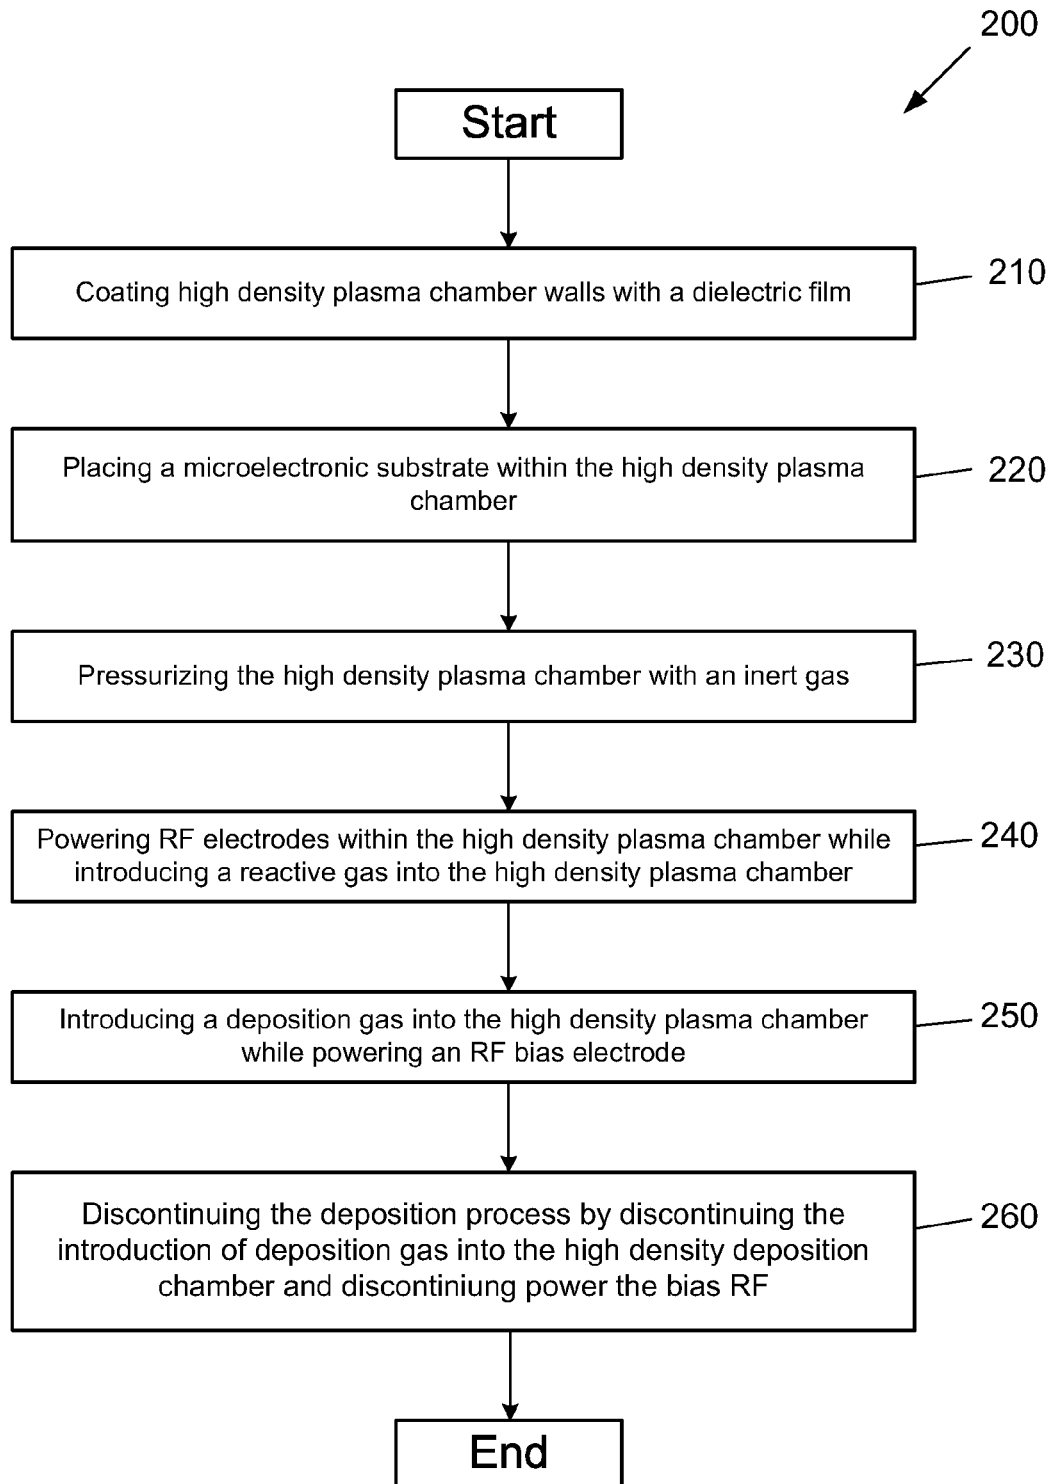 200
Start
Coating high density plasma chamber walls with a dielectric film
210
Placing a microelectronic substrate within the high density plasma
chamber
220
Pressurizing the high density plasma chamber with an inert gas
230
Powering RF electrodes within the high density plasma chamber while
introducing a reactive gas into the high density plasma chamber
240
Introducing a deposition gas into the high density plasma chamber
while powering an RF bias electrode
250
Discontinuing the deposition process by discontinuing the
introduction of deposition gas into the high density deposition
chamber and discontiniung power the bias RF
260
End